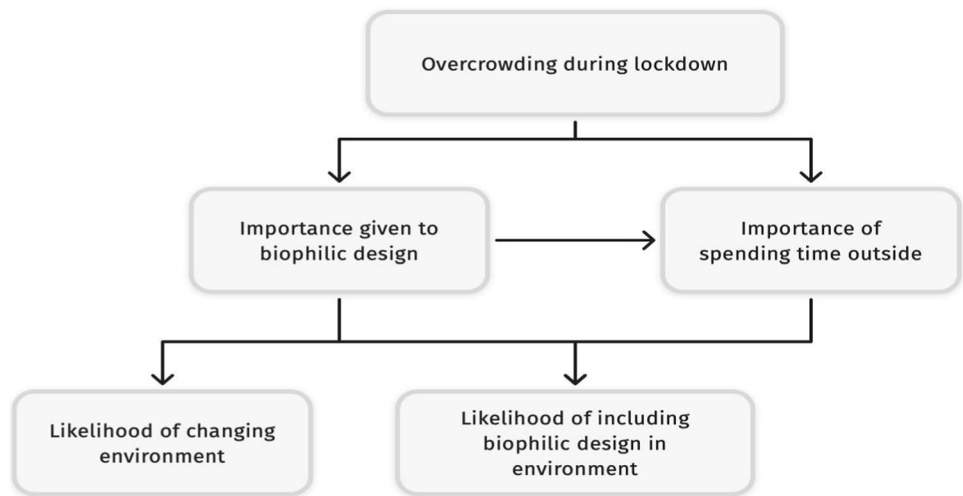 Overcrowding during lockdown
Importance given to
biophilic design
Importance of
spending time outside
Likelihood of changing
environment
Likelihood of including
biophilic design in
environment